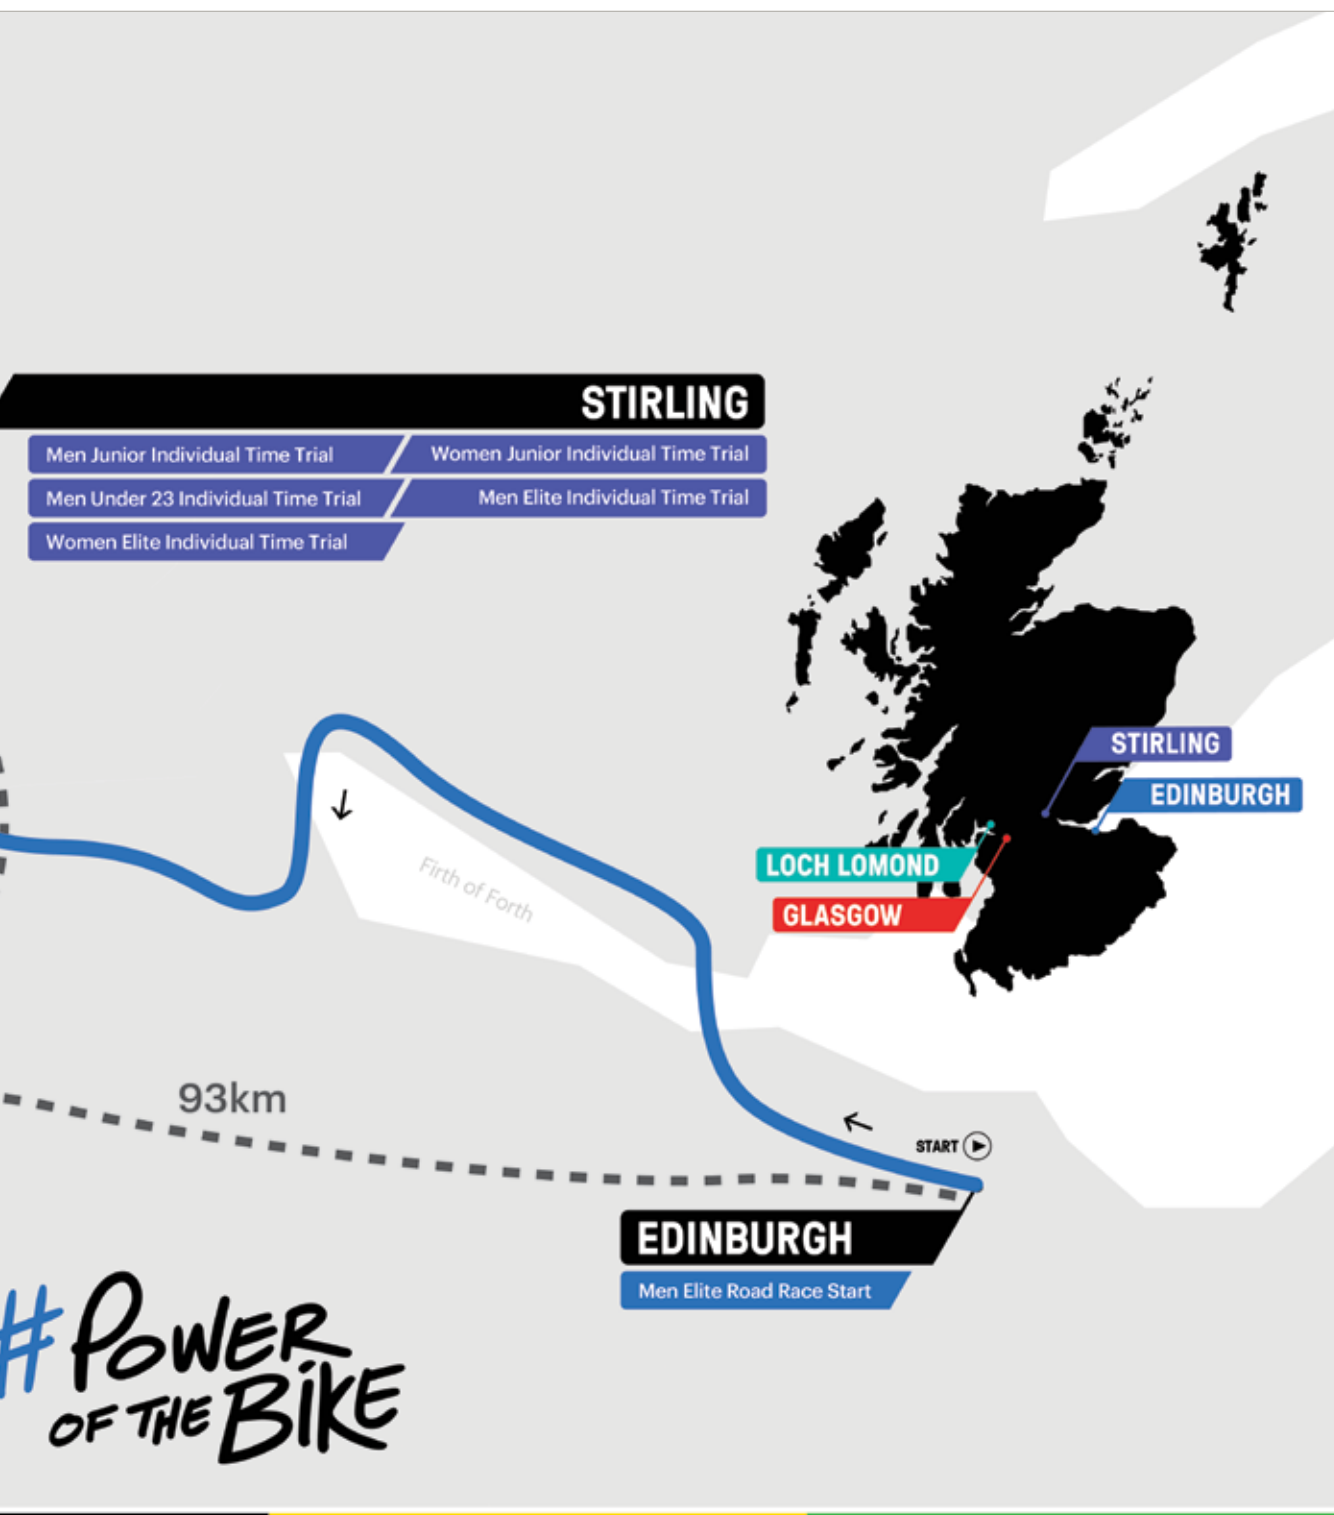 STIRLING
Men Junior Individual Time Trial
Women Junior Individual Time Trial
Men Under 23 Individual Time Trial
Men Elite Individual Time Trial
Women Elite Individual Time Trial
STIRLING
EDINBURGH
LOCH LOMOND
GLASGOW
Firth of Forth
93km
START
EDINBURGH
Men Elite Road Race Start
#POWER
OF THE BiKE